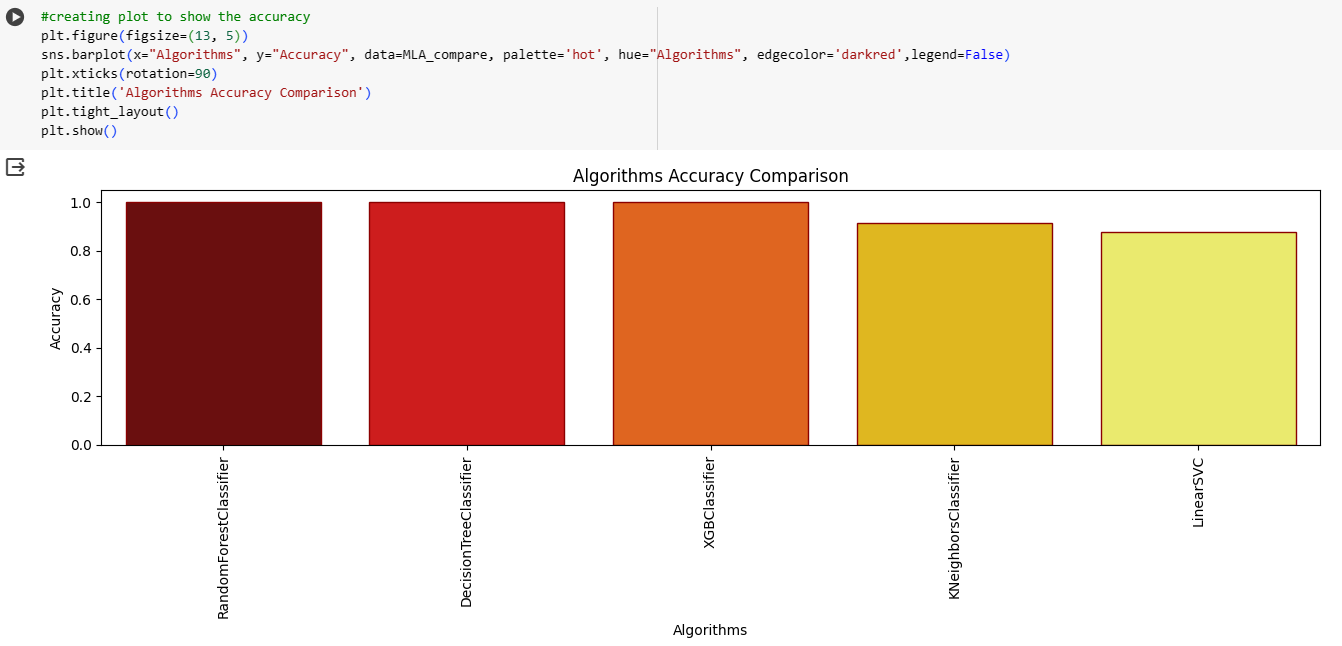 #creating plot to show the accuracy
plt.figure(figsize=(13, 5))
sns.barplot(x="Algorithms", y="Accuracy", data=MLA_compare, palette='hot', hue="Algorithms", edgecolor='darkred',legend=False)
plt.xticks(rotation=90)
plt.title('Algorithms Accuracy Comparison')
plt.tight_layout()
plt.show()
Algorithms Accuracy Comparison
1.0
0.8
0.6
0.4
0.2
0.0
Accuracy
RandomForestClassifier
DecisionTreeClassifier
XGBClassifier
KNeighborsClassifier
LinearSVC
Algorithms